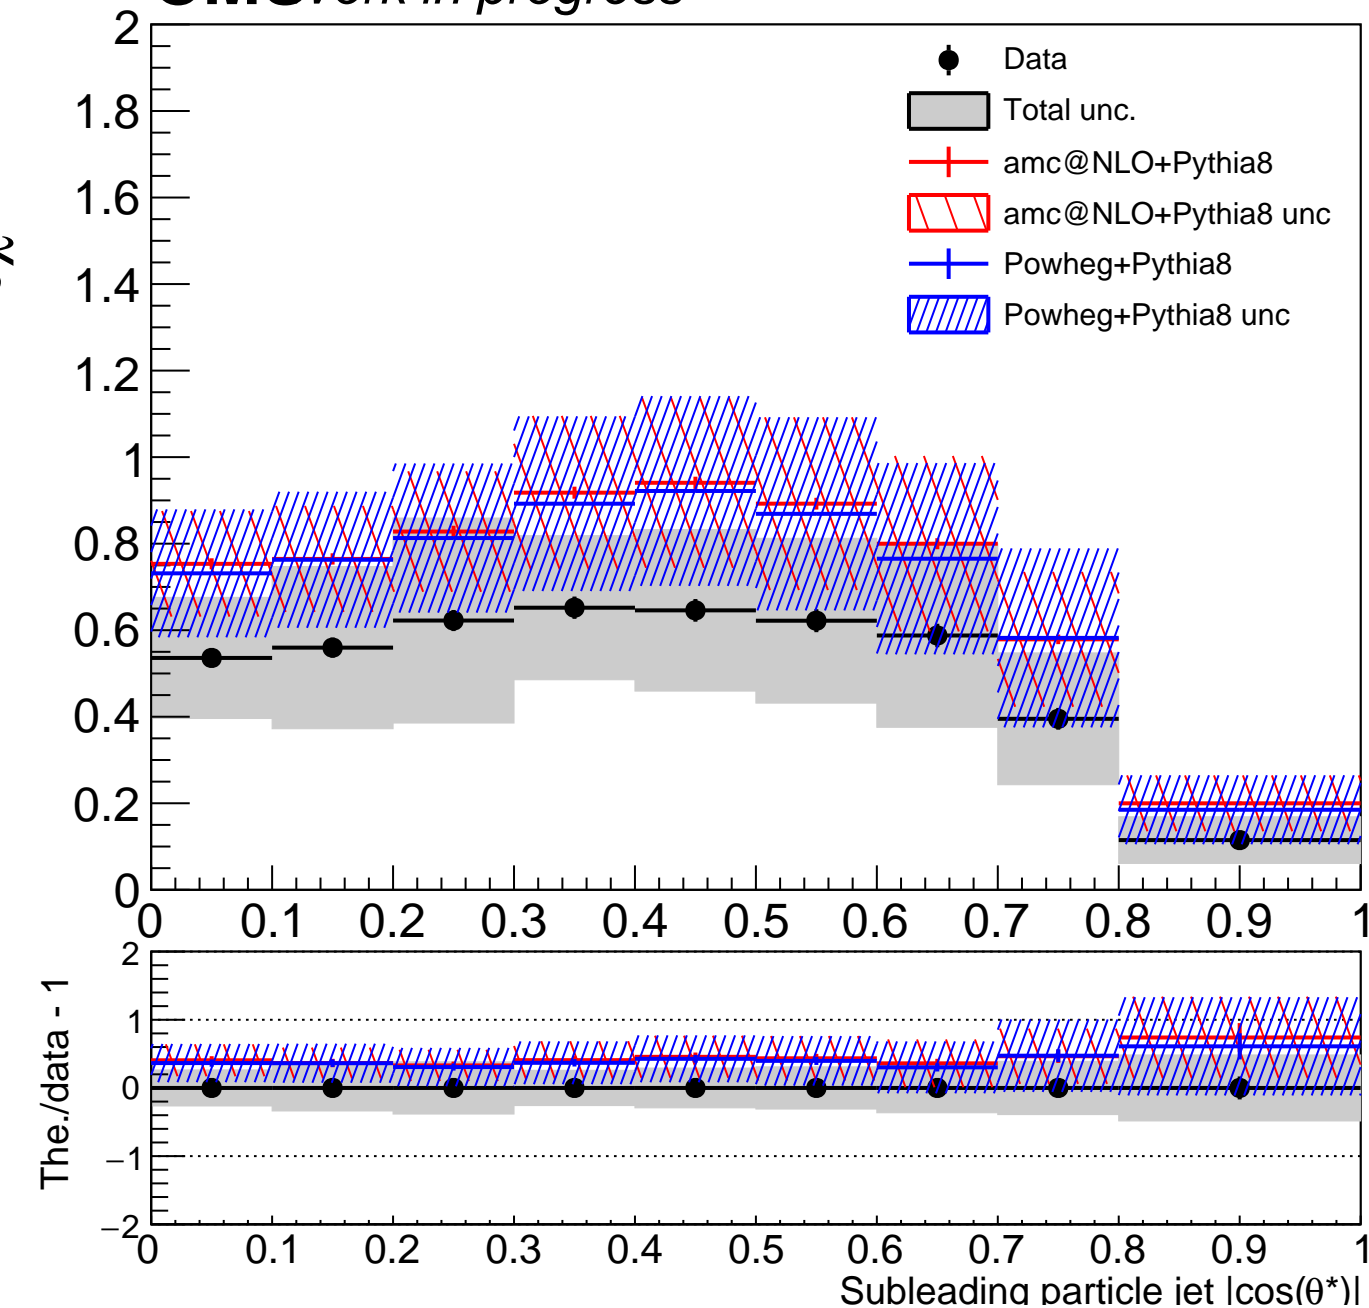 CMS Work in progress
2
1.8
1.6
1.4
1.2
1
0.8
0.6
0.4
0.2
0
Data
Total unc.
amc@NLO+Pythia8
amc@NLO+Pythia8 unc
Powheg+Pythia8
Powheg+Pythia8 unc
0 0.1 0.2 0.3 0.4 0.5 0.6 0.7 0.8 0.9 1
The./data - 1
2
1
0
−1
−2
0 0.1 0.2 0.3 0.4 0.5 0.6 0.7 0.8 0.9 1
Subleading particle jet |cos(θ*)|